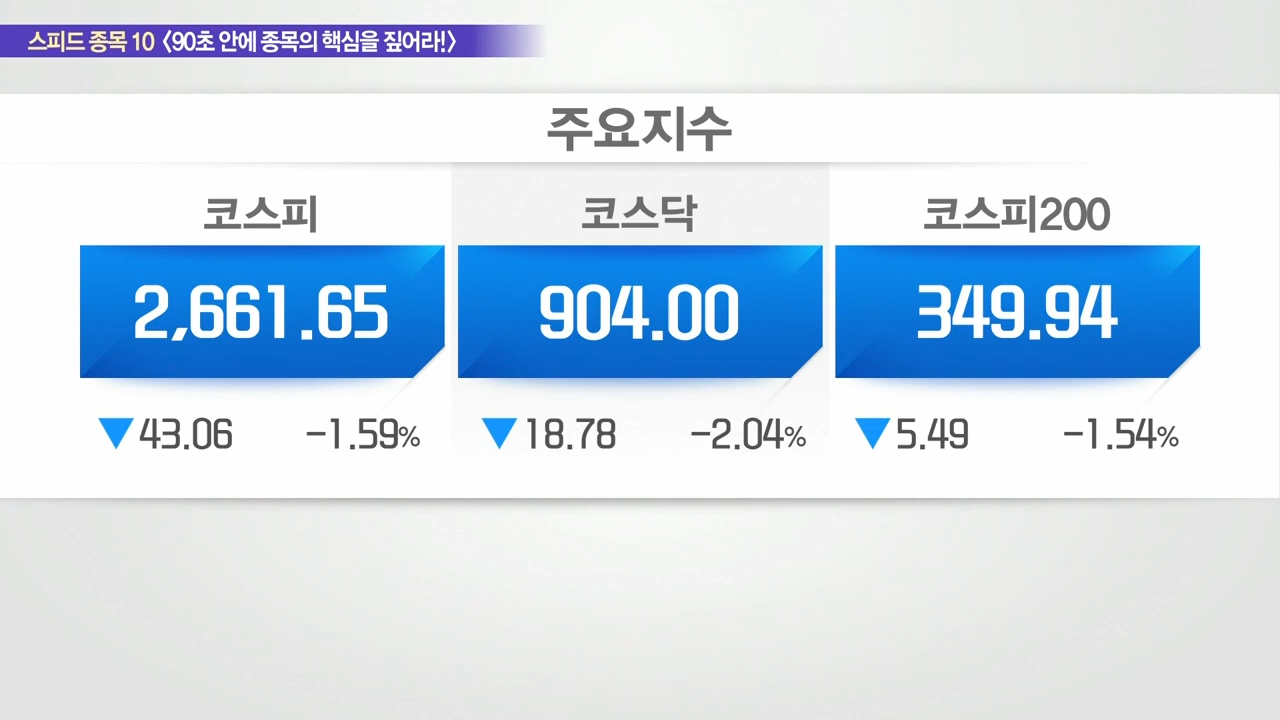 스피드 종목 10 〈90초 안에 종목의 핵심을 짚어라!〉
주요지수
코스피 코스닥 코스피200
2,661.65 904.00 349.94
▼43.06 -1.59% ▼18.78 -2.04% ▼5.49 -1.54%